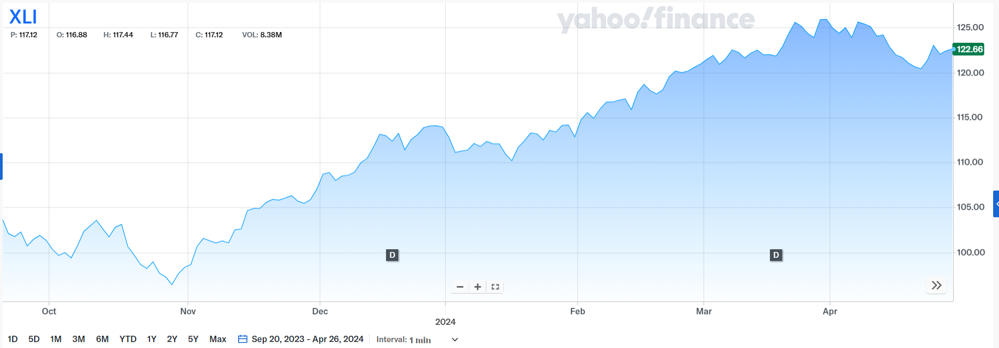 XLI
yahoo!finance
P: 117.12 O: 116.88 H: 117.44 L: 116.77 C: 117.12 VOL: 8.38M
125.00
122.66
120.00
115.00
110.00
105.00
100.00
D D
Oct Nov Dec 2024 Feb Mar Apr
1D 5D 1M 3M 6M YTD 1Y 2Y 5Y Max Sep 20, 2023 - Apr 26, 2024 Interval: 1 min